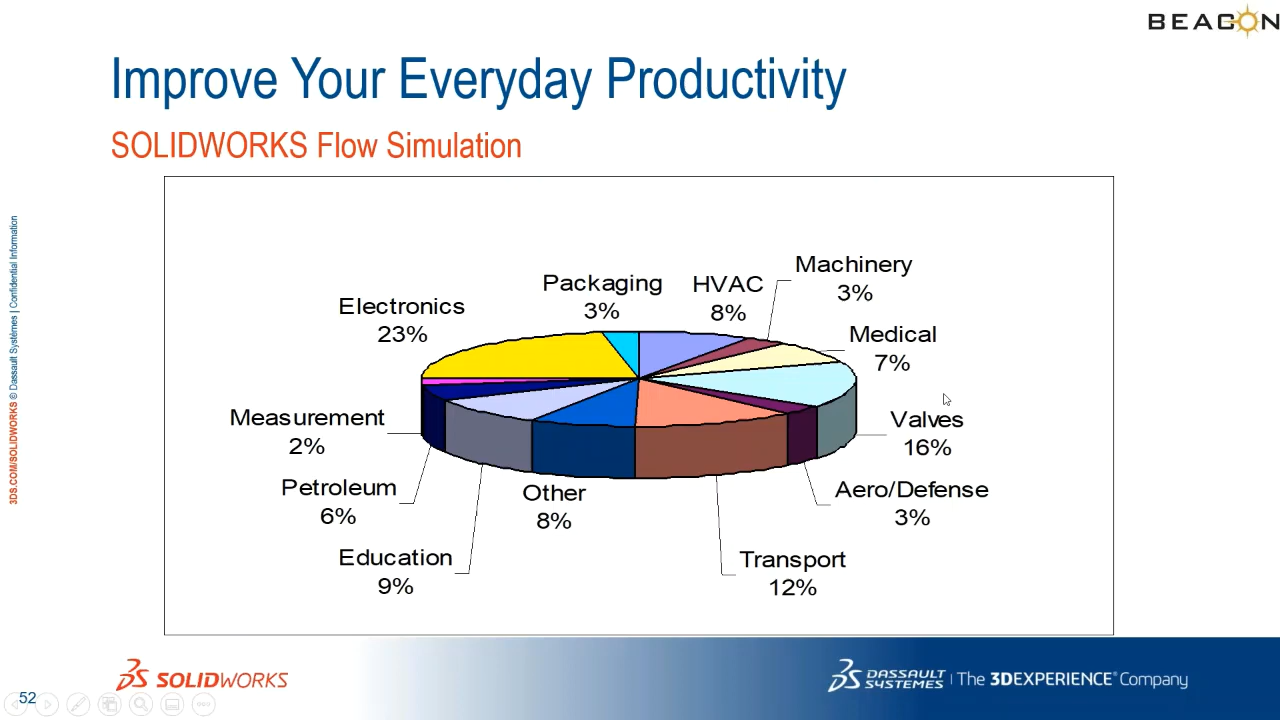 BEACON
Improve Your Everyday Productivity
SOLIDWORKS Flow Simulation
3DS.COM/SOLIDWORKS © Dassault Systèmes | Confidential Information
Machinery
3%
Packaging
3%
HVAC
8%
Electronics
23%
Medical
7%
Measurement
2%
Valves
16%
Petroleum
6%
Other
8%
Aero/Defense
3%
Education
9%
Transport
12%
SOLIDWORKS
DASSAULT
SYSTEMES | The 3DEXPERIENCE® Company
52